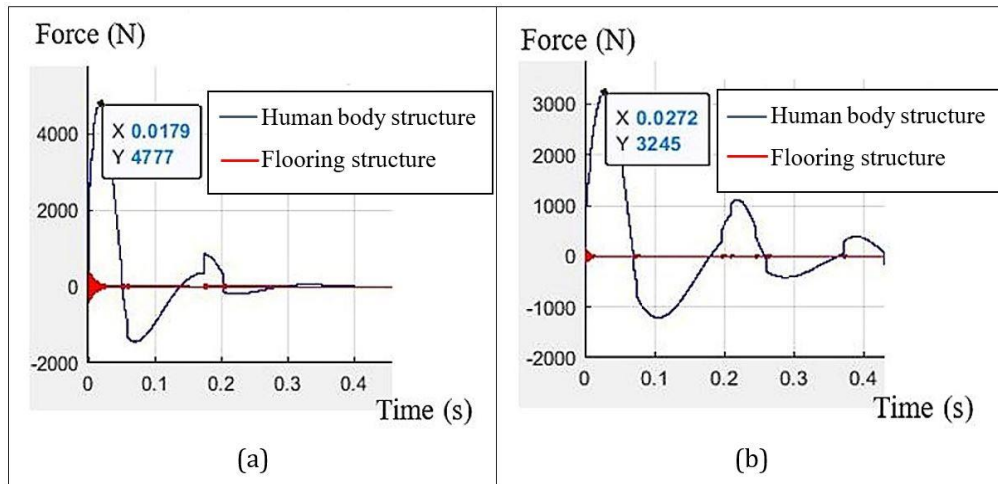 Force (N)
4000
2000
0
-2000
X 0.0179
Y 4777
Human body structure
Flooring structure
0 0.1 0.2 0.3 0.4
Time (s)
(a)
Force (N)
3000
2000
1000
0
-1000
-2000
X 0.0272
Y 3245
Human body structure
Flooring structure
0 0.1 0.2 0.3 0.4
Time (s)
(b)